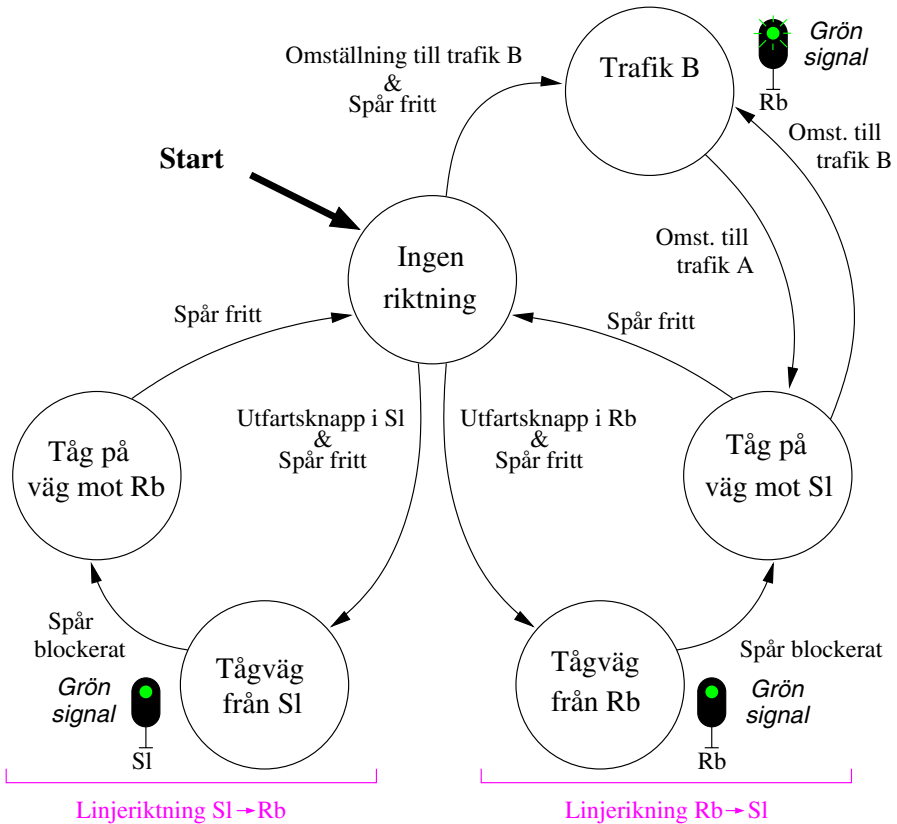 Grön
signal
Rb
Omställning till trafik B
&
Spår fritt
Trafik B
Omst. till
trafik B
Start
Omst. till
trafik A
Ingen
riktning
Spår fritt
Spår fritt
Utfartsknapp i Sl
&
Spår fritt
Utfartsknapp i Rb
&
Spår fritt
Tåg på
väg mot Rb
Tåg på
väg mot Sl
Spår
blockerat
Tågväg
från Sl
Tågväg
från Rb
Spår blockerat
Grön
signal
Sl
Grön
signal
Rb
Linjeriktning Sl→Rb
Linjerikning Rb→Sl